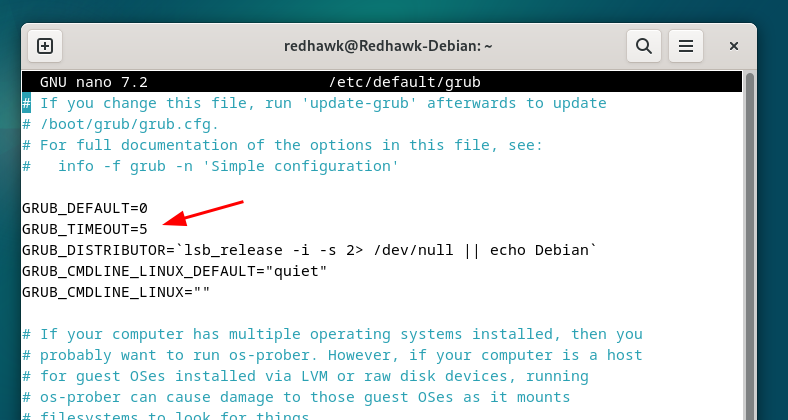 redhawk@Redhawk-Debian: ~
GNU nano 7.2 /etc/default/grub
# If you change this file, run 'update-grub' afterwards to update
# /boot/grub/grub.cfg.
# For full documentation of the options in this file, see:
#   info -f grub -n 'Simple configuration'
GRUB_DEFAULT=0
GRUB_TIMEOUT=5
GRUB_DISTRIBUTOR=`lsb_release -i -s 2> /dev/null || echo Debian`
GRUB_CMDLINE_LINUX_DEFAULT="quiet"
GRUB_CMDLINE_LINUX=""
# If your computer has multiple operating systems installed, then you
# probably want to run os-prober. However, if your computer is a host
# for guest OSes installed via LVM or raw disk devices, running
# os-prober can cause damage to those guest OSes as it mounts
# filesystems to look for things.